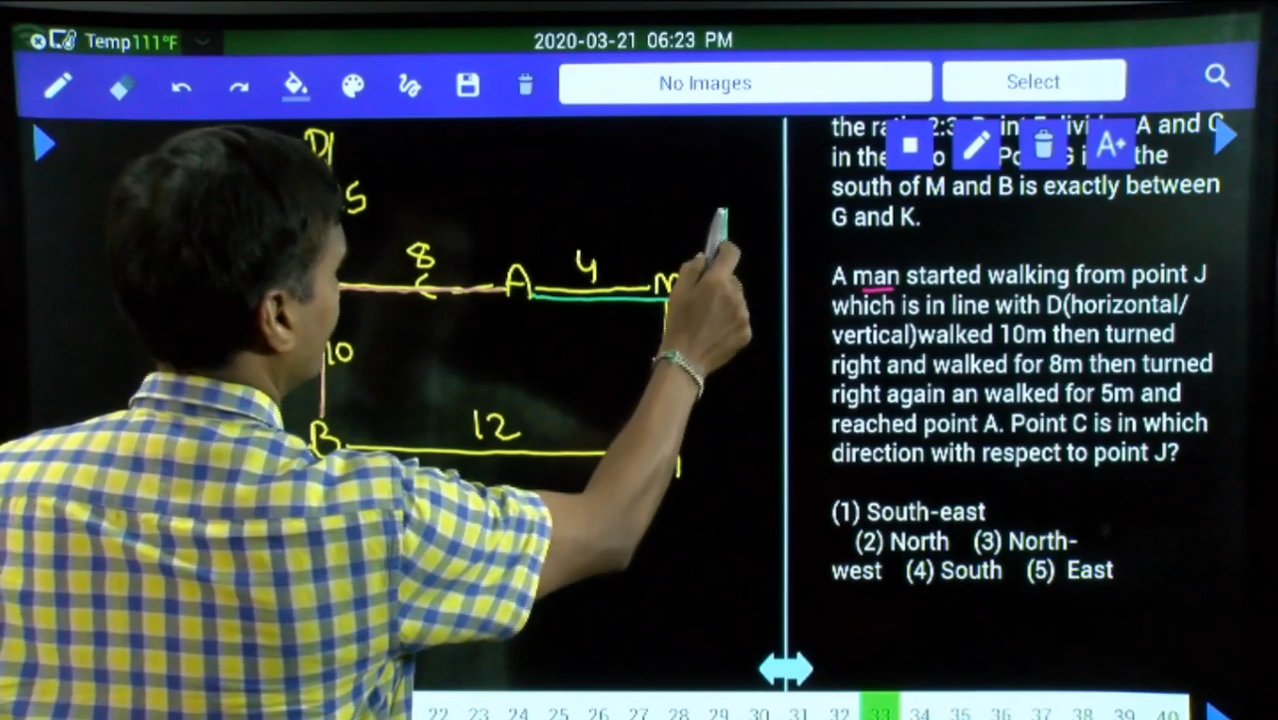 Temp111°F
2020-03-21 06:23 PM
No Images
Select
A+
D
5
8
A
4
10
B
12
the south of M and B is exactly between
G and K.
A man started walking from point J
which is in line with D(horizontal/
vertical)walked 10m then turned
right and walked for 8m then turned
right again an walked for 5m and
reached point A. Point C is in which
direction with respect to point J?
(1) South-east
(2) North (3) North-
west (4) South (5) East
22 23 24 25 26 27 28 29 30 31 32 33 34 35 36 37 38 39 40